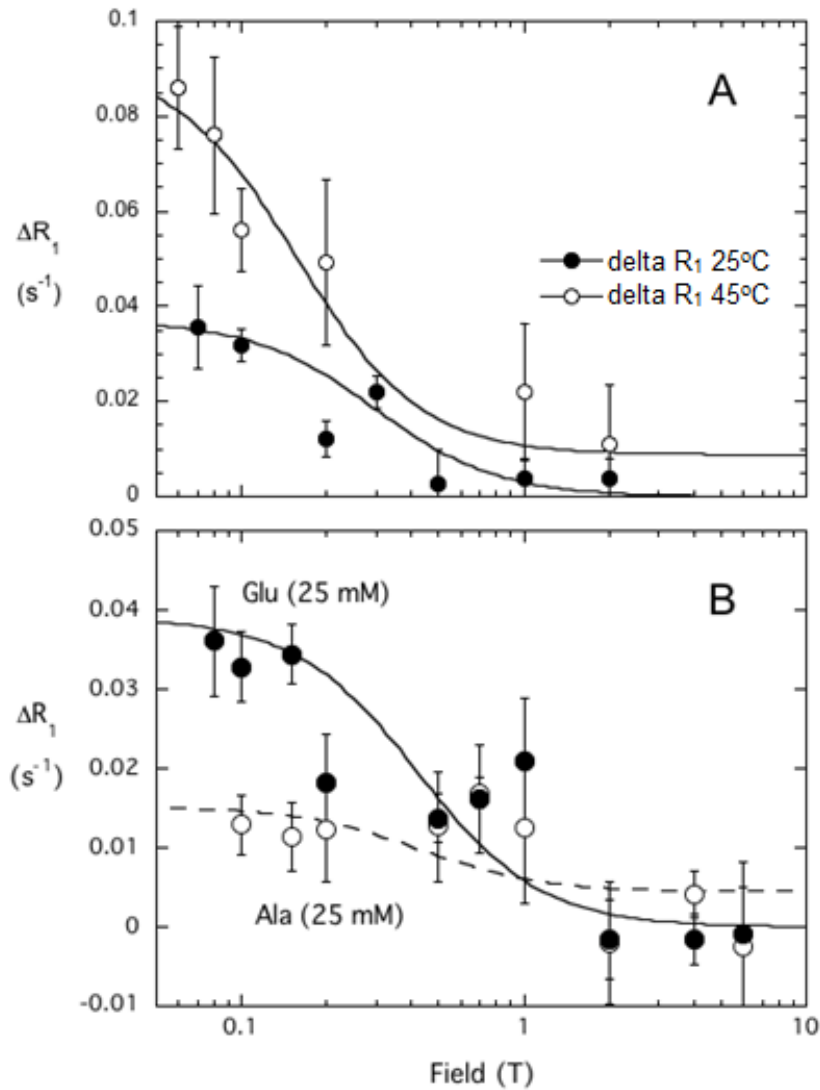 0.1
A
0.08
0.06
ΔR₁
(s⁻¹)
delta R₁ 25°C
delta R₁ 45°C
0.04
0.02
0
0.05
B
Glu (25 mM)
0.04
0.03
ΔR₁
(s⁻¹)
0.02
0.01
Ala (25 mM)
0
-0.01
0.1 1 10
Field (T)